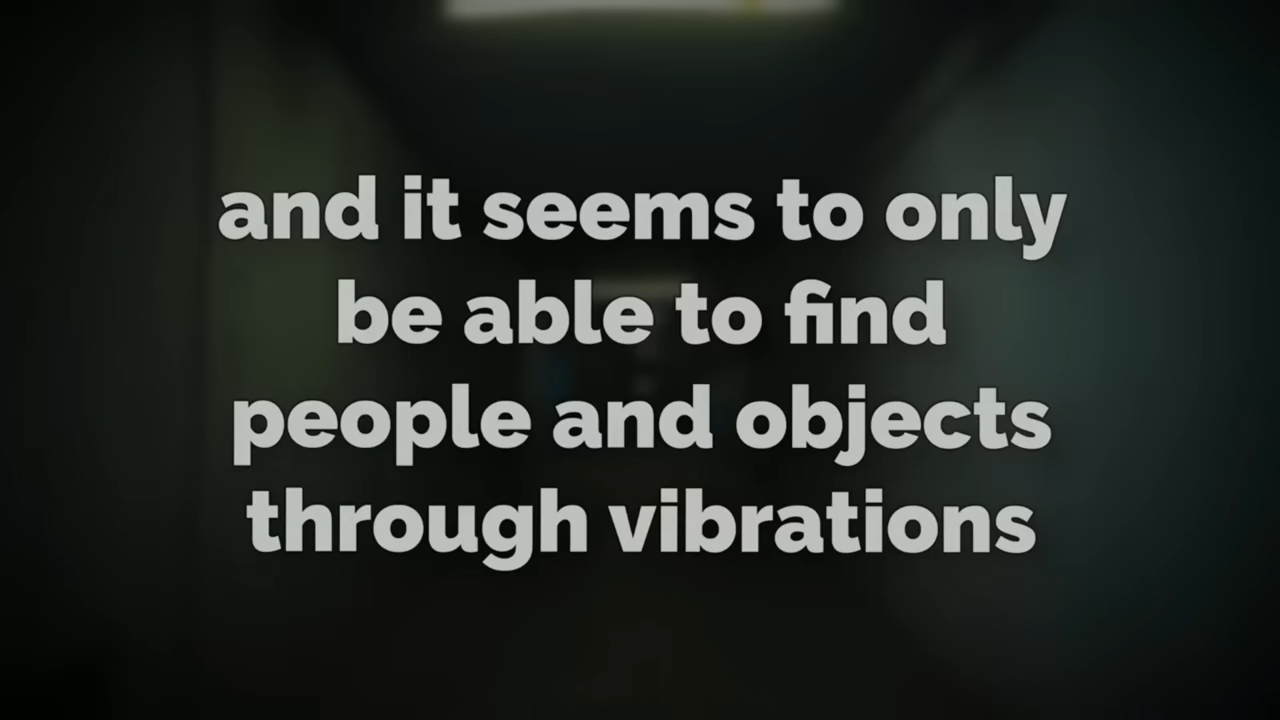 and it seems to only
be able to find
people and objects
through vibrations